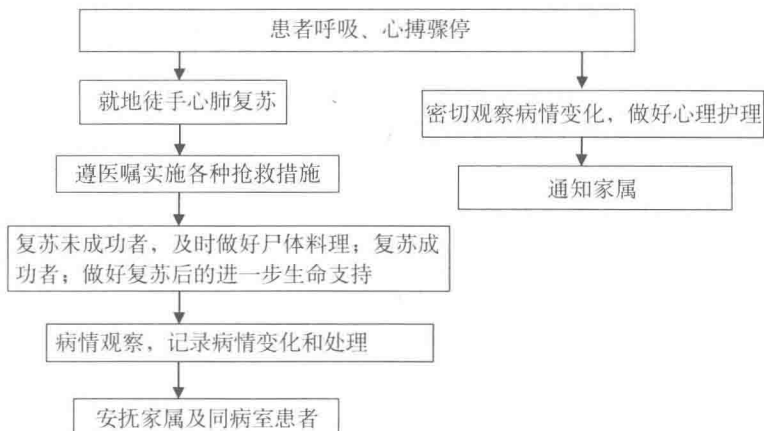 患者呼吸、心搏骤停
就地徒手心肺复苏
遵医嘱实施各种抢救措施
复苏未成功者，及时做好尸体料理；复苏成
功者；做好复苏后的进一步生命支持
病情观察，记录病情变化和处理
安抚家属及同病室患者
密切观察病情变化，做好心理护理
通知家属